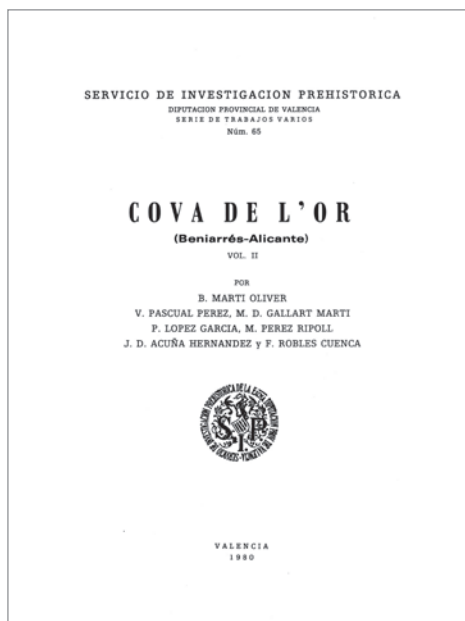 SERVICIO DE INVESTIGACION PREHISTORICA
DIPUTACION PROVINCIAL DE VALENCIA
SERIE DE TRABAJOS VARIOS
Núm. 65
COVA DE L'OR
(Beniarrés-Alicante)
VOL. II
POR
B. MARTI OLIVER
V. PASCUAL PEREZ, M. D. GALLART MARTI
P. LOPEZ GARCIA, M. PEREZ RIPOLL
J. D. ACUÑA HERNANDEZ y F. ROBLES CUENCA
S.I.P.
VALENCIA
1980